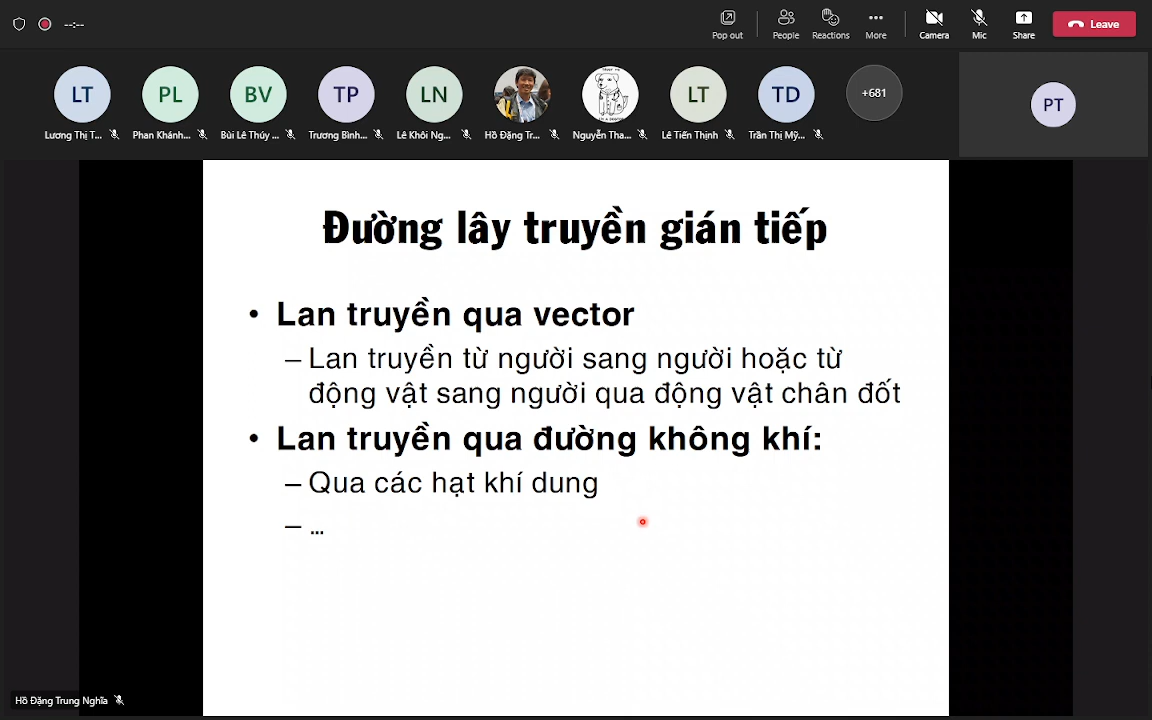 --:--
Pop out
People
Reactions
More
Camera
Mic
Share
Leave
LT
PL
BV
TP
LN
LT
TD
+681
PT
Lương Thị T...
Phan Khánh...
Bùi Lê Thúy ...
Trương Bình...
Lê Khôi Ng...
Hồ Đặng Tr...
Nguyễn Tha...
Lê Tiến Thịnh
Trần Thị Mỹ...
Đường lây truyền gián tiếp
• Lan truyền qua vector
– Lan truyền từ người sang người hoặc từ
động vật sang người qua động vật chân đốt
• Lan truyền qua đường không khí:
– Qua các hạt khí dung
– ...
Hồ Đặng Trung Nghĩa